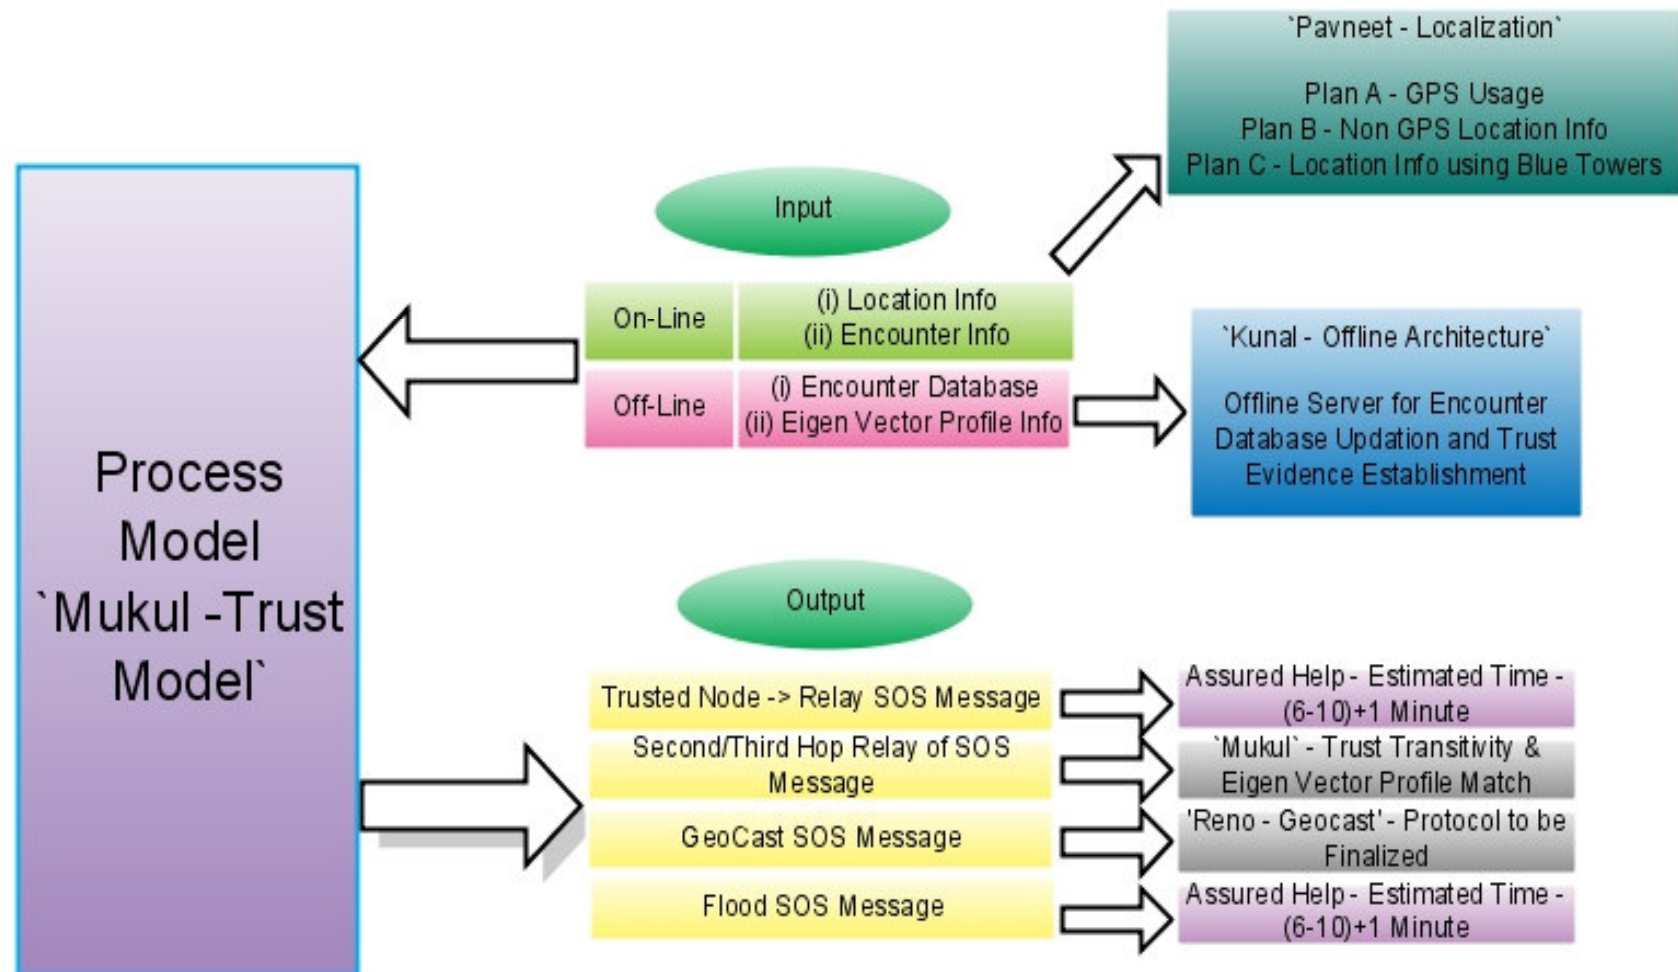 `Pavneet - Localization`
Plan A - GPS Usage
Plan B - Non GPS Location Info
Plan C - Location Info using Blue Towers
Input
On-Line
(i) Location Info
(ii) Encounter Info
Off-Line
(i) Encounter Database
(ii) Eigen Vector Profile Info
`Kunal - Offline Architecture`
Offline Server for Encounter
Database Updation and Trust
Evidence Establishment
Process
Model
`Mukul -Trust
Model`
Output
Trusted Node -> Relay SOS Message
Assured Help - Estimated Time -
(6-10)+1 Minute
Second/Third Hop Relay of SOS
Message
`Mukul` - Trust Transitivity &
Eigen Vector Profile Match
GeoCast SOS Message
'Reno - Geocast' - Protocol to be
Finalized
Flood SOS Message
Assured Help - Estimated Time -
(6-10)+1 Minute